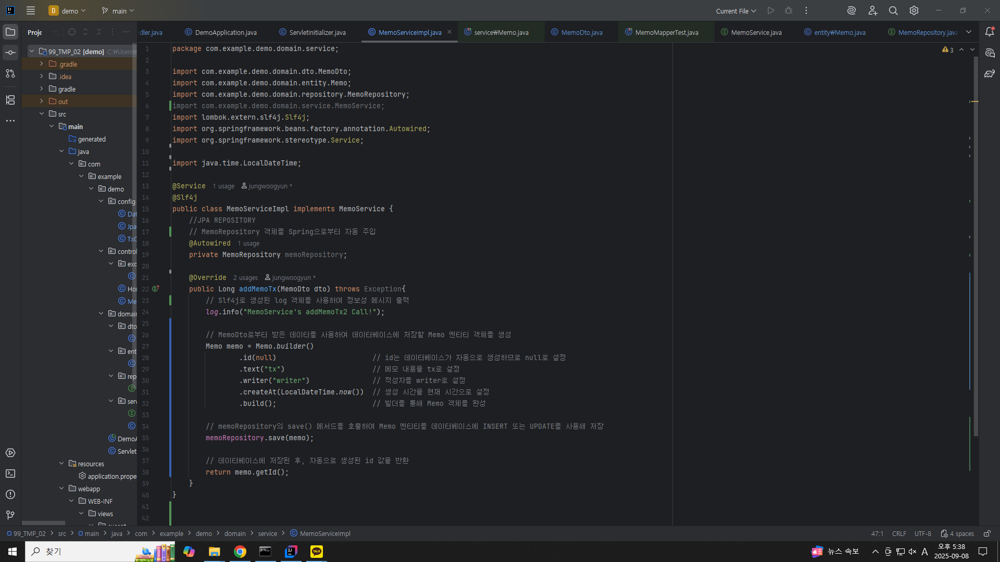 demo
main
Current File
Proje
dler.java
DemoApplication.java
ServletInitializer.java
MemoServiceImpl.java
service₩Memo.java
MemoDto.java
MemoMapperTest.java
MemoService.java
entity₩Memo.java
MemoRepository.java
99_TMP_02 [demo] C:₩Users₩
.gradle
.idea
gradle
out
src
main
generated
java
com
example
demo
config
Dat
Jpa
TxC
control
exc
Hor
Me
domain
dto
ent
rep
serv
DemoA
Servlet
resources
application.prope
webapp
WEB-INF
views
3
1 package com.example.demo.domain.service;
2
3 import com.example.demo.domain.dto.MemoDto;
4 import com.example.demo.domain.entity.Memo;
5 import com.example.demo.domain.repository.MemoRepository;
6 import com.example.demo.domain.service.MemoService;
7 import lombok.extern.slf4j.Slf4j;
8 import org.springframework.beans.factory.annotation.Autowired;
9 import org.springframework.stereotype.Service;
10
11 import java.time.LocalDateTime;
12
13 @Service 1 usage jungwoogyun *
14 @Slf4j
15 public class MemoServiceImpl implements MemoService {
16 //JPA REPOSITORY
17 // MemoRepository 객체를 Spring으로부터 자동 주입
18 @Autowired 1 usage
19 private MemoRepository memoRepository;
20
21 @Override 2 usages jungwoogyun *
22 public Long addMemoTx(MemoDto dto) throws Exception{
23 // Slf4j로 생성된 log 객체를 사용하여 정보성 메시지 출력
24 log.info("MemoService's addMemoTx2 Call!");
25
26 // MemoDto로부터 받은 데이터를 사용하여 데이터베이스에 저장할 Memo 엔티티 객체를 생성
27 Memo memo = Memo.builder()
28 .id(null) // id는 데이터베이스가 자동으로 생성하므로 null로 설정
29 .text("tx") // 메모 내용을 tx로 설정
30 .writer("writer") // 작성자를 writer로 설정
31 .createAt(LocalDateTime.now()) // 생성 시간을 현재 시간으로 설정
32 .build(); // 빌더를 통해 Memo 객체를 완성
33
34 // memoRepository의 save() 메서드를 호출하여 Memo 엔티티를 데이터베이스에 INSERT 또는 UPDATE를 사용해 저장
35 memoRepository.save(memo);
36
37 // 데이터베이스에 저장된 후, 자동으로 생성된 id 값을 반환
38 return memo.getId();
39 }
40 }
41
42
99_TMP_02 > src > main > java > com > example > demo > domain > service > MemoServiceImpl
47:1 CRLF UTF-8 4 spaces
찾기
뉴스 속보
A
오후 5:38
2025-09-08